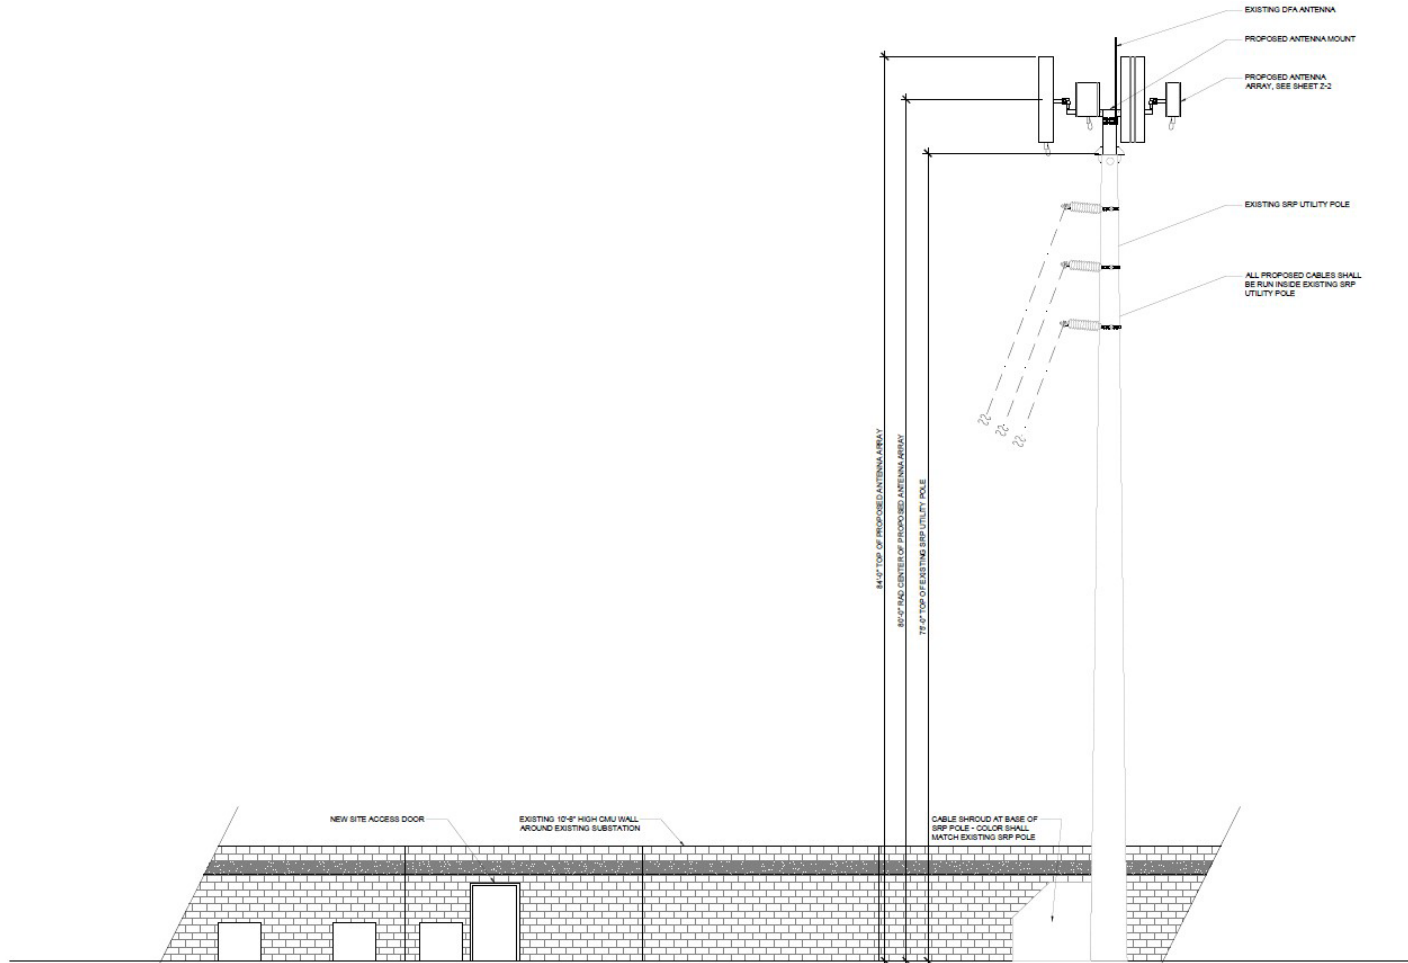 EXISTING DFA ANTENNA
PROPOSED ANTENNA MOUNT
PROPOSED ANTENNA
ARRAY, SEE SHEET Z-2
EXISTING SRP UTILITY POLE
ALL PROPOSED CABLES SHALL
BE RUN INSIDE EXISTING SRP
UTILITY POLE
84'-0" TOP OF PROPOSED ANTENNA ARRAY
80'-0" RAD CENTER OF PROPOSED ANTENNA ARRAY
75'-0" TOP OF EXISTING SRP UTILITY POLE
NEW SITE ACCESS DOOR
EXISTING 10'-8" HIGH CMU WALL
AROUND EXISTING SUBSTATION
CABLE SHROUD AT BASE OF
SRP POLE - COLOR SHALL
MATCH EXISTING SRP POLE